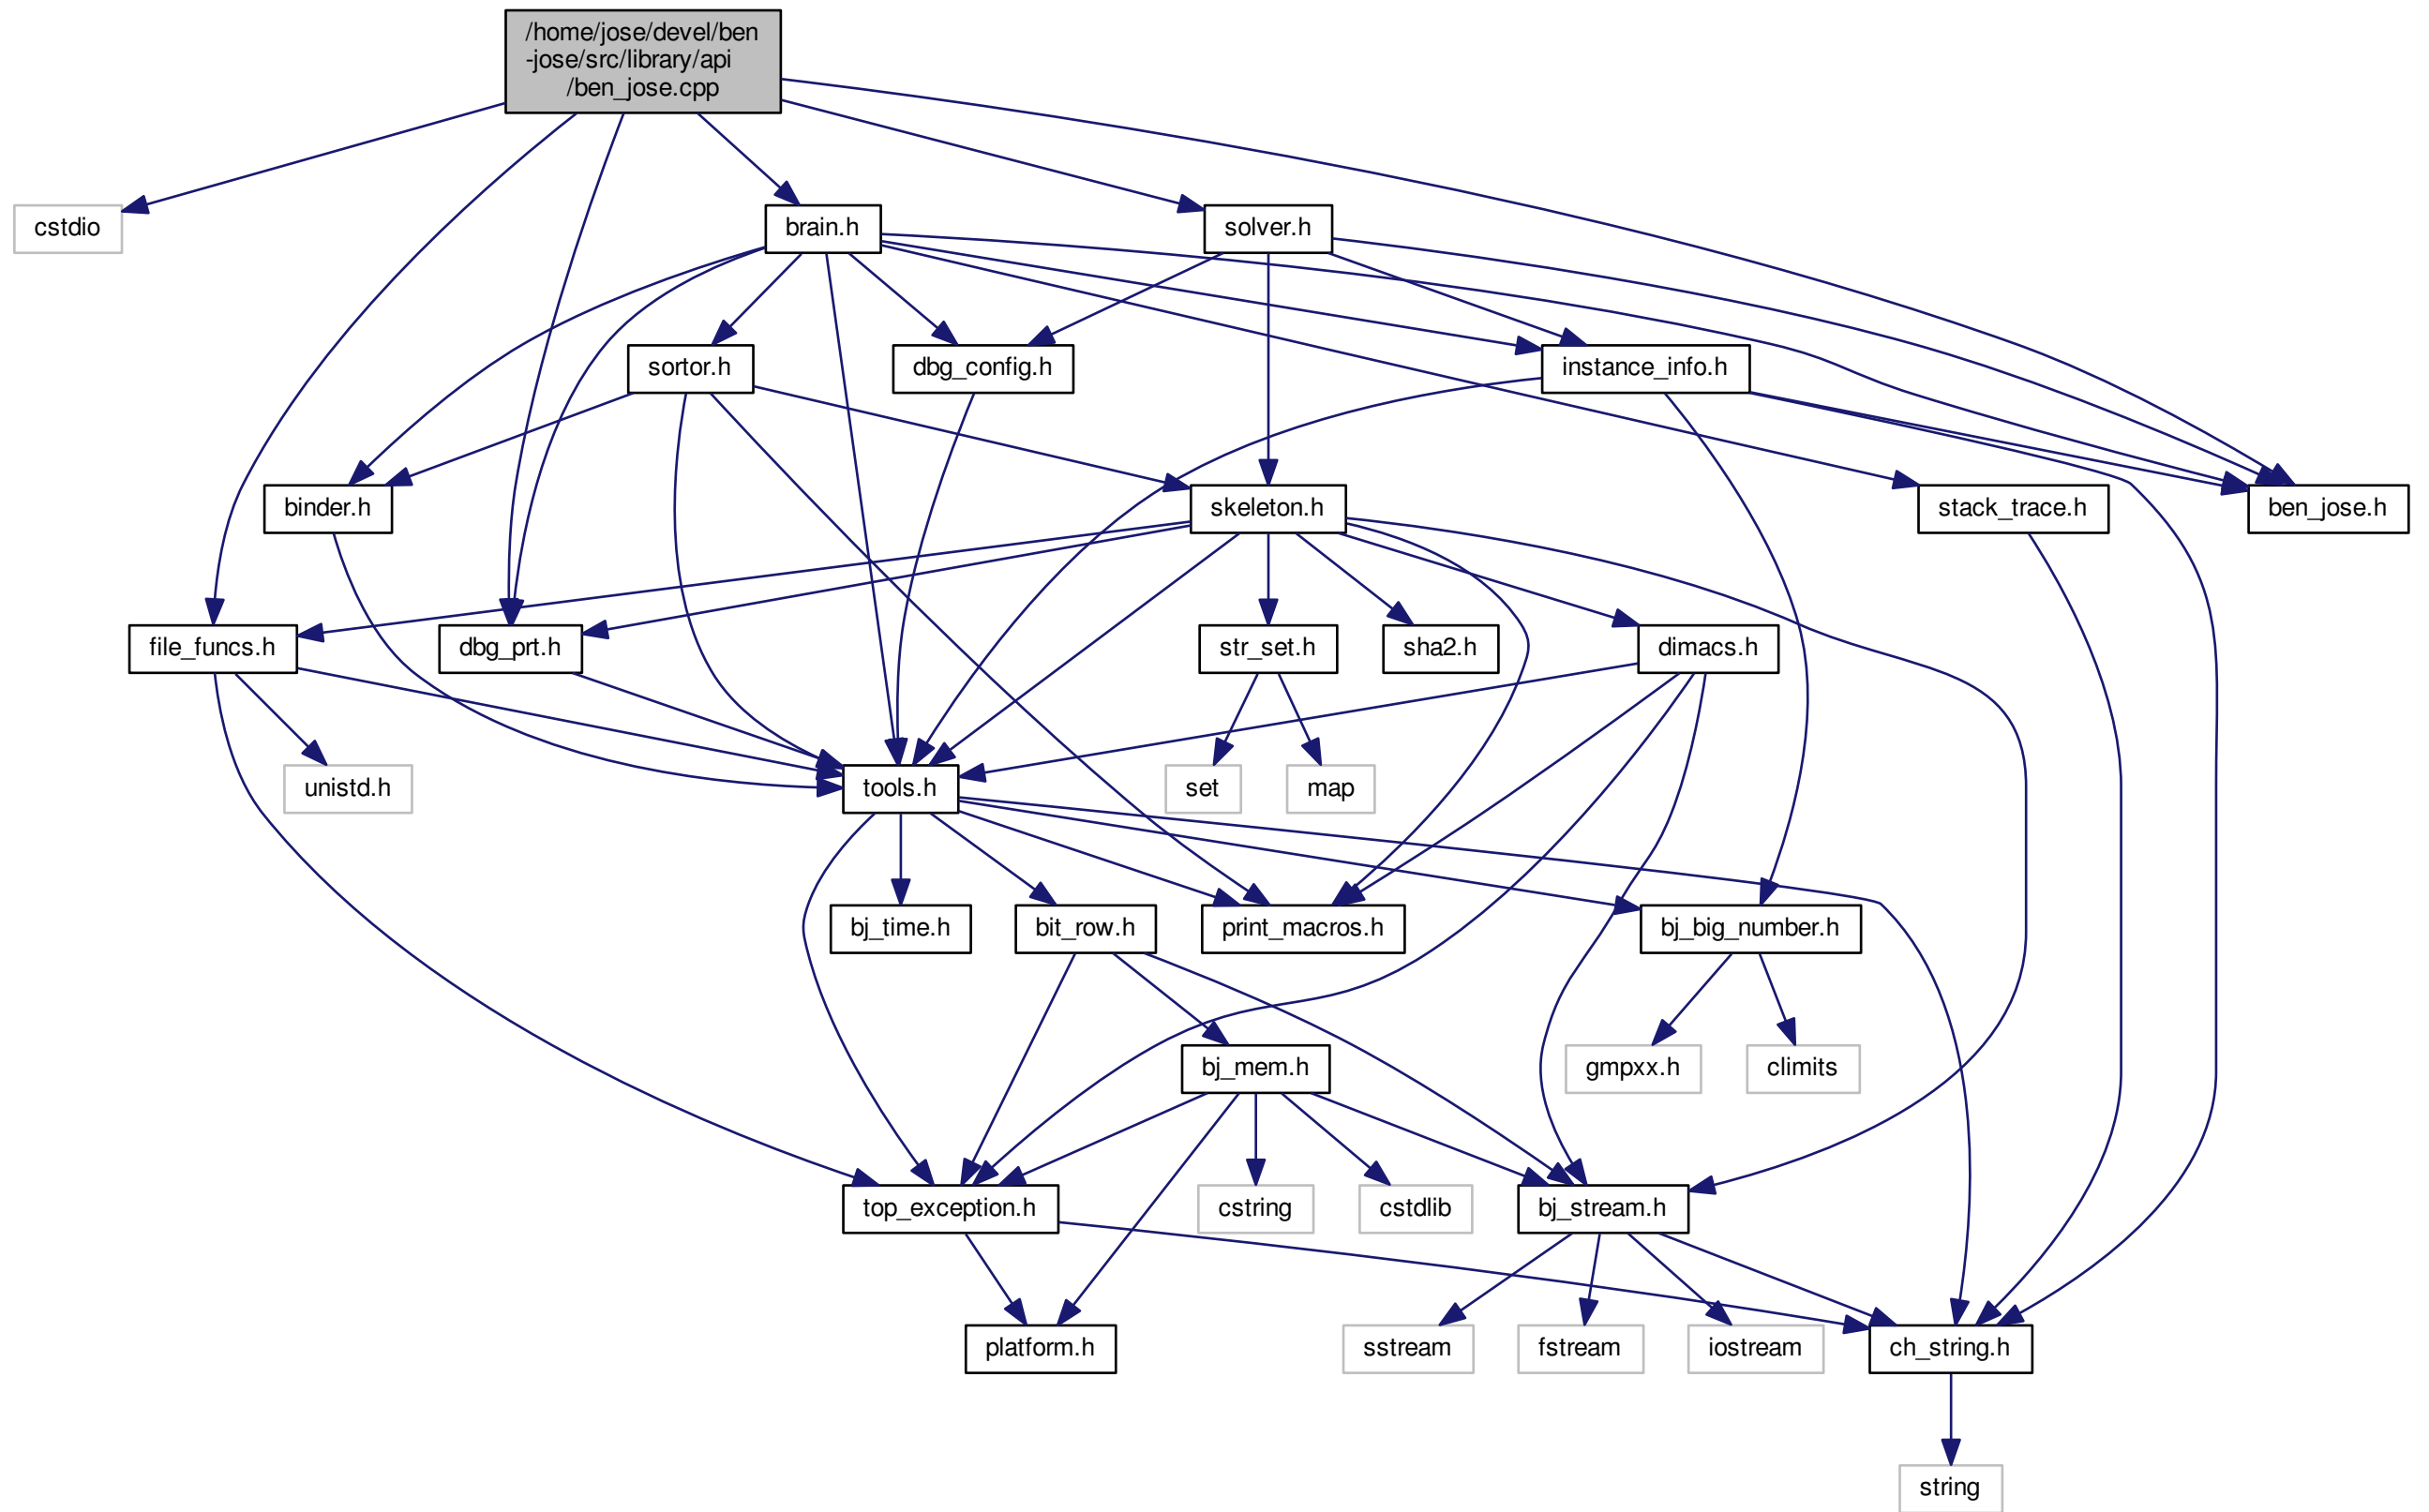 /home/jose/devel/ben
-jose/src/library/api
/ben_jose.cpp
cstdio
brain.h
solver.h
sortor.h
dbg_config.h
instance_info.h
binder.h
skeleton.h
stack_trace.h
ben_jose.h
file_funcs.h
dbg_prt.h
str_set.h
sha2.h
dimacs.h
unistd.h
tools.h
set
map
bj_time.h
bit_row.h
print_macros.h
bj_big_number.h
bj_mem.h
gmpxx.h
climits
top_exception.h
cstring
cstdlib
bj_stream.h
platform.h
sstream
fstream
iostream
ch_string.h
string